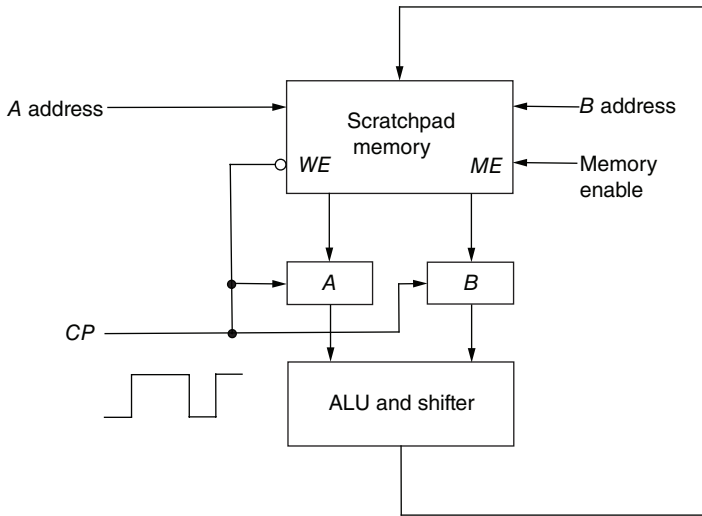 A address
Scratchpad
memory
B address
WE
ME
Memory
enable
A
B
CP
ALU and shifter